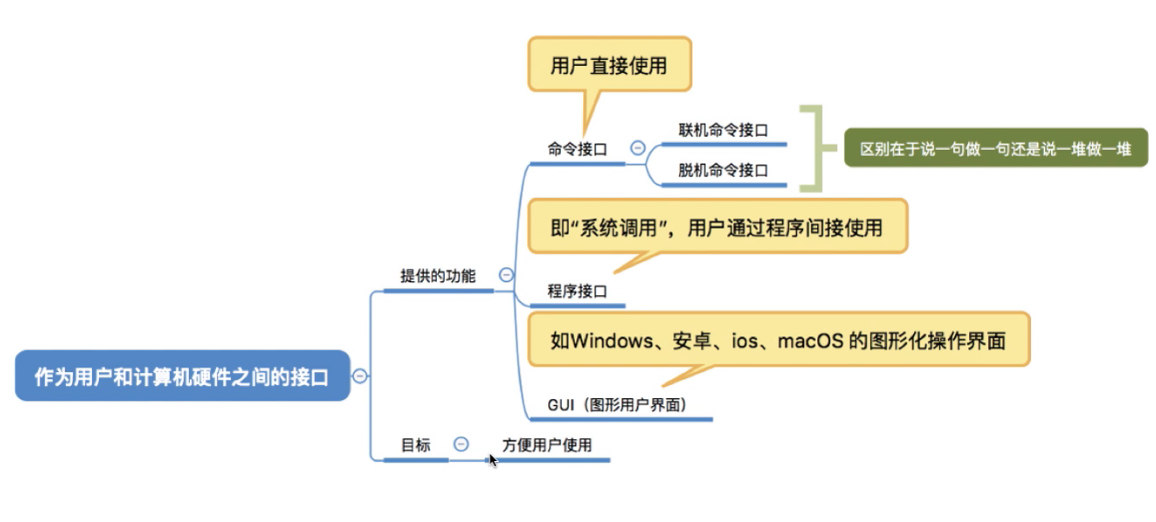 用户直接使用
联机命令接口
命令接口
区别在于说一句做一句还是说一堆做一堆
脱机命令接口
即“系统调用”，用户通过程序间接使用
提供的功能
程序接口
如Windows、安卓、ios、macOS 的图形化操作界面
作为用户和计算机硬件之间的接口
GUI（图形用户界面）
目标
方便用户使用